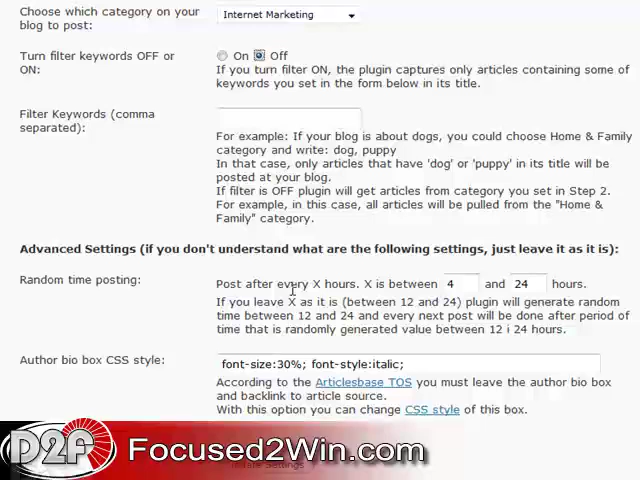 Choose which category on your
blog to post:
Internet Marketing
Turn filter keywords OFF or
ON:
On Off
If you turn filter ON, the plugin captures only articles containing some of
keywords you set in the form below in its title.
Filter Keywords (comma
separated):
For example: If your blog is about dogs, you could choose Home & Family
category and write: dog, puppy
In that case, only articles that have 'dog' or 'puppy' in its title will be
posted at your blog.
If filter is OFF plugin will get articles from category you set in Step 2.
For example, in this case, all articles will be pulled from the "Home &
Family" category.
Advanced Settings (if you don't understand what are the following settings, just leave it as it is):
Random time posting:
Post after every X hours. X is between 4 and 24 hours.
If you leave X as it is (between 12 and 24) plugin will generate random
time between 12 and 24 and every next post will be done after period of
time that is randomly generated value between 12 i 24 hours.
Author bio box CSS style:
font-size:30%; font-style:italic;
According to the Articlesbase TOS you must leave the author bio box
and backlink to article source.
With this option you can change CSS style of this box.
D2F Focused2Win.com
Settings